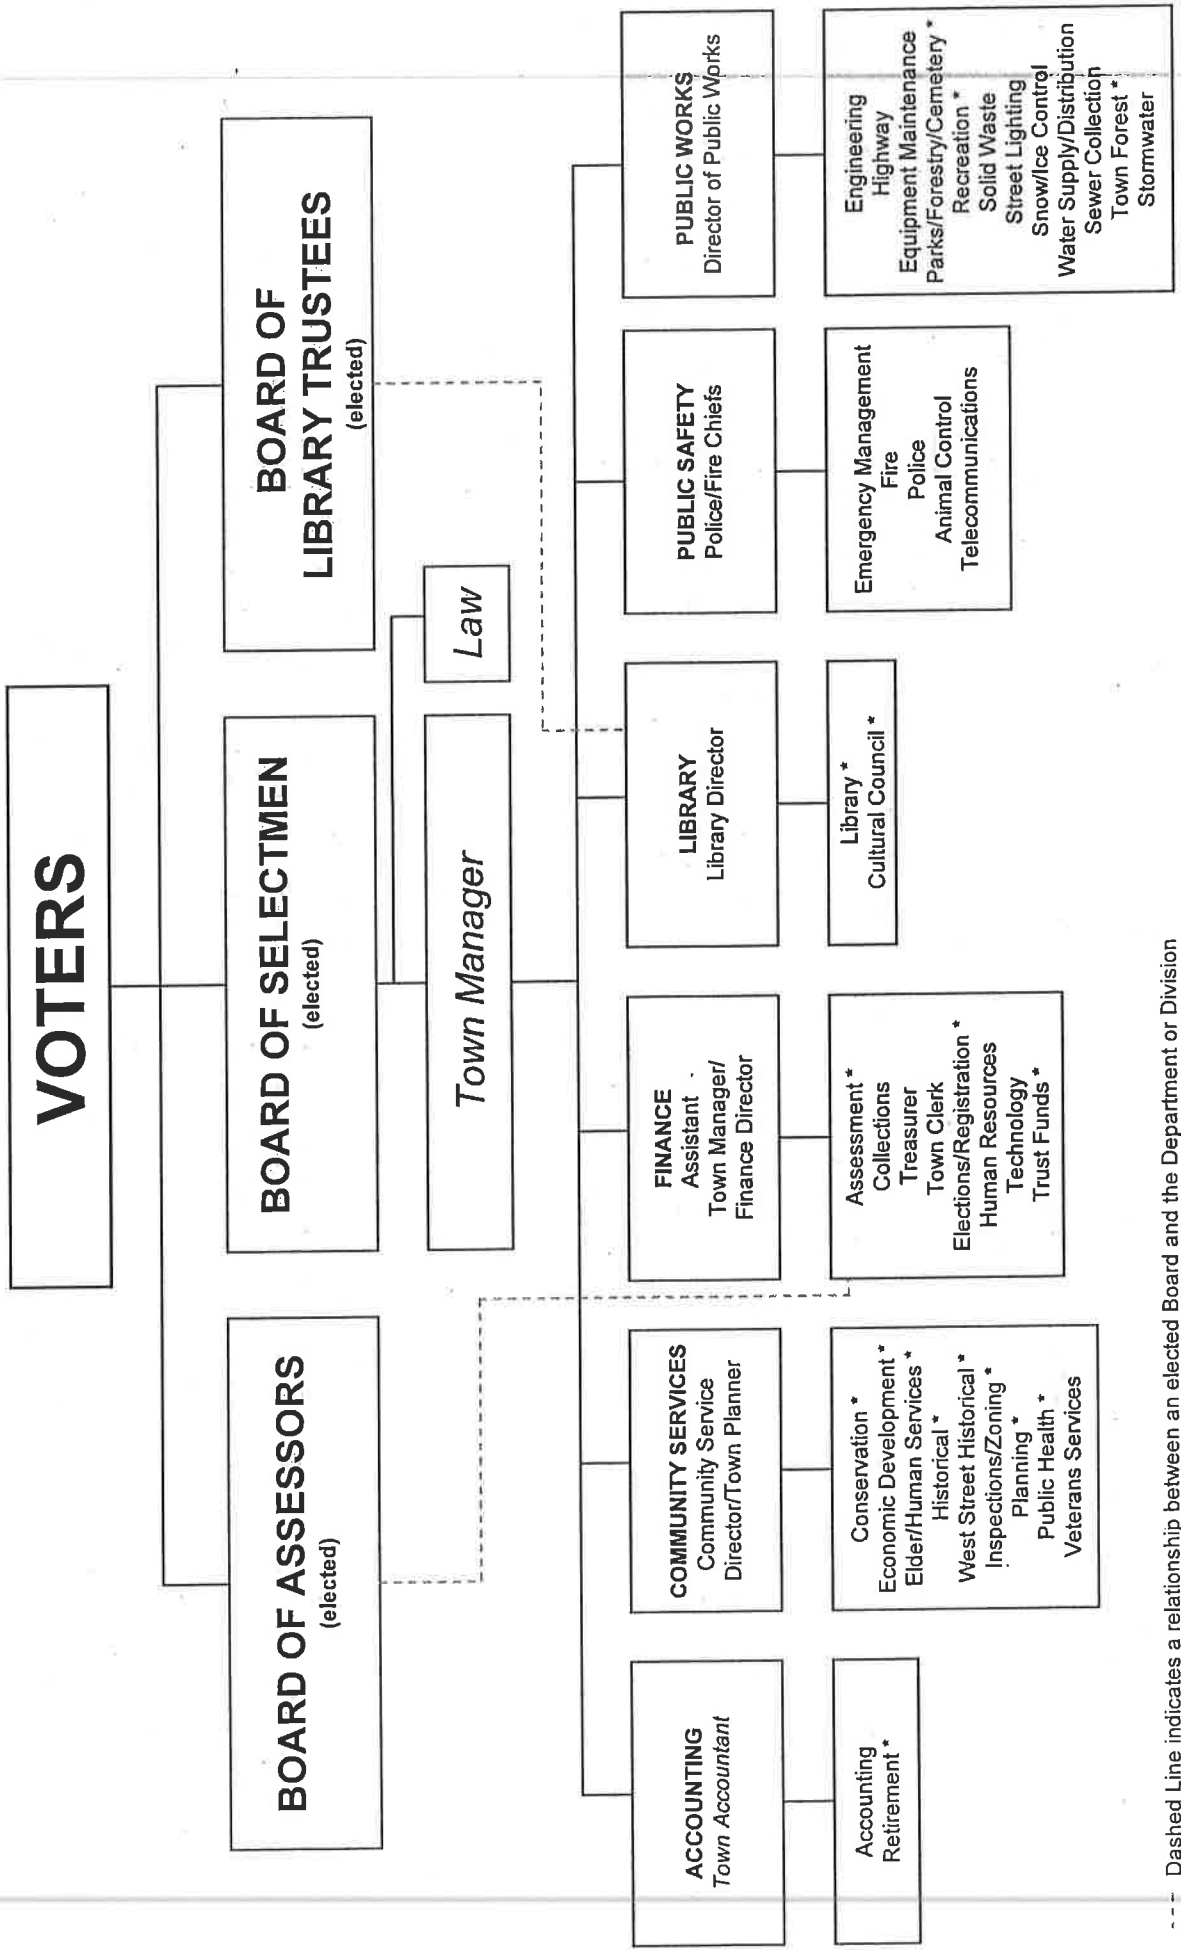 VOTERS
BOARD OF ASSESSORS
(elected)
BOARD OF SELECTMEN
(elected)
BOARD OF
LIBRARY TRUSTEES
(elected)
Town Manager
Law
ACCOUNTING
Town Accountant
COMMUNITY SERVICES
Community Service
Director/Town Planner
FINANCE
Assistant
Town Manager/
Finance Director
LIBRARY
Library Director
PUBLIC SAFETY
Police/Fire Chiefs
PUBLIC WORKS
Director of Public Works
Accounting
Retirement *
Conservation *
Economic Development *
Elder/Human Services *
Historical *
West Street Historical *
Inspections/Zoning *
Planning *
Public Health *
Veterans Services
Assessment *
Collections
Treasurer
Town Clerk
Elections/Registration *
Human Resources
Technology
Trust Funds *
Library *
Cultural Council *
Emergency Management
Fire
Police
Animal Control
Telecommunications
Engineering
Highway
Equipment Maintenance
Parks/Forestry/Cemetery *
Recreation *
Solid Waste
Street Lighting
Snow/Ice Control
Water Supply/Distribution
Sewer Collection
Town Forest *
Stormwater
--- Dashed Line indicates a relationship between an elected Board and the Department or Division